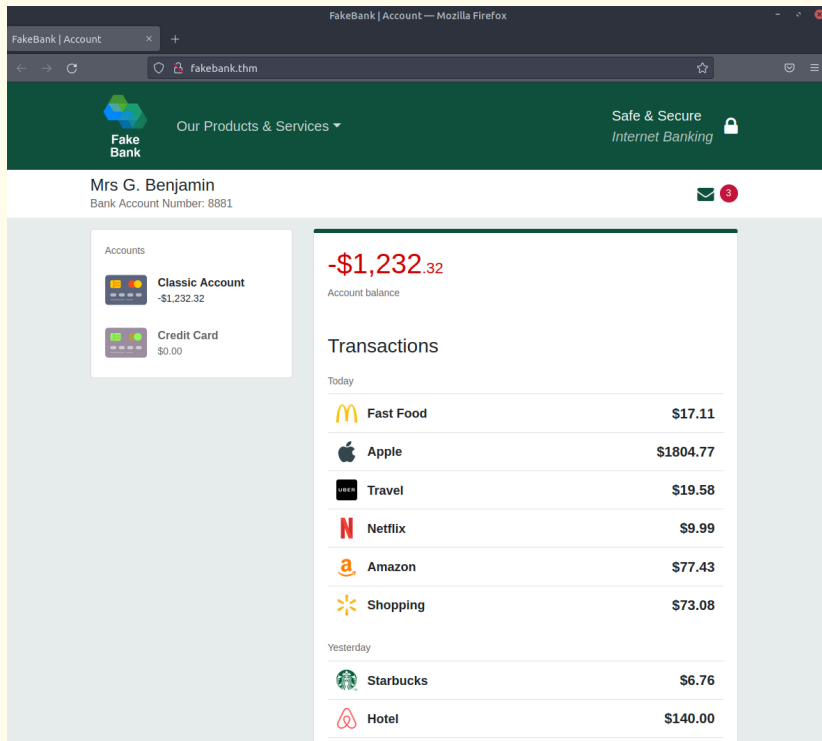 FakeBank | Account — Mozilla Firefox
FakeBank | Account
fakebank.thm
Fake
Bank
Our Products & Services
Safe & Secure
Internet Banking
Mrs G. Benjamin
Bank Account Number: 8881
3
Accounts
Classic Account
-$1,232.32
Credit Card
$0.00
-$1,232.32
Account balance
Transactions
Today
Fast Food $17.11
Apple $1804.77
UBER Travel $19.58
Netflix $9.99
Amazon $77.43
Shopping $73.08
Yesterday
Starbucks $6.76
Hotel $140.00